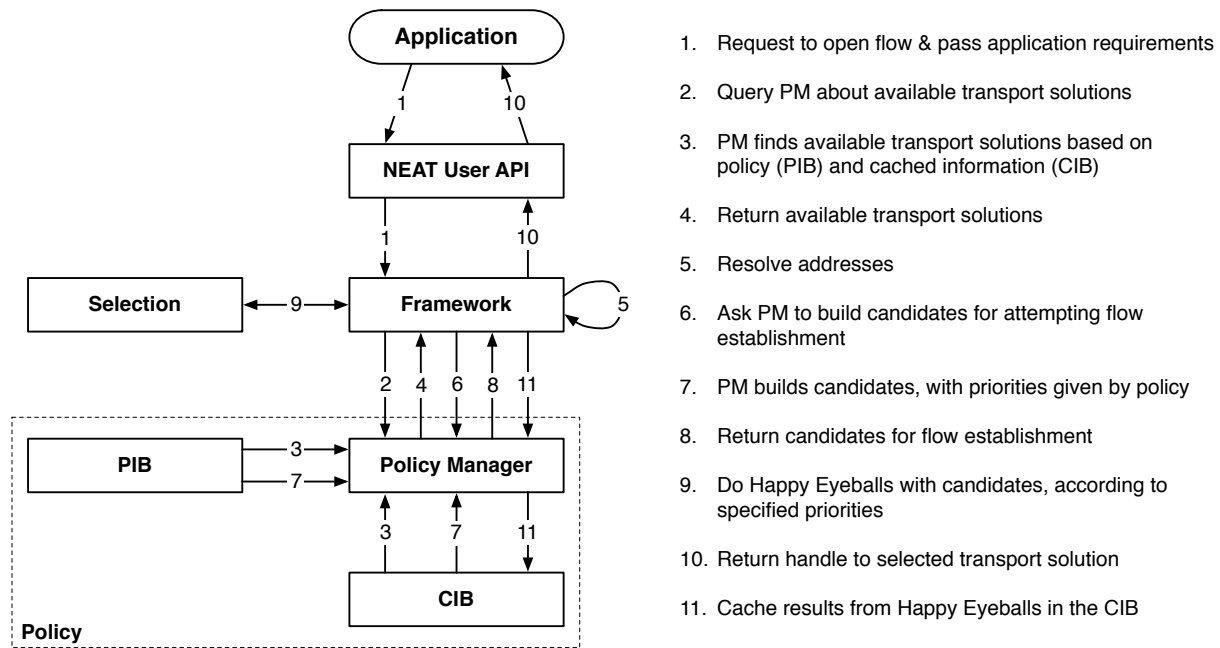 Application
1
10
NEAT User API
1
10
Selection
9
Framework
5
2
4
6
8
11
PIB
3
7
Policy Manager
3
7
11
CIB
Policy
1. Request to open flow & pass application requirements
2. Query PM about available transport solutions
3. PM finds available transport solutions based on
policy (PIB) and cached information (CIB)
4. Return available transport solutions
5. Resolve addresses
6. Ask PM to build candidates for attempting flow
establishment
7. PM builds candidates, with priorities given by policy
8. Return candidates for flow establishment
9. Do Happy Eyeballs with candidates, according to
specified priorities
10. Return handle to selected transport solution
11. Cache results from Happy Eyeballs in the CIB